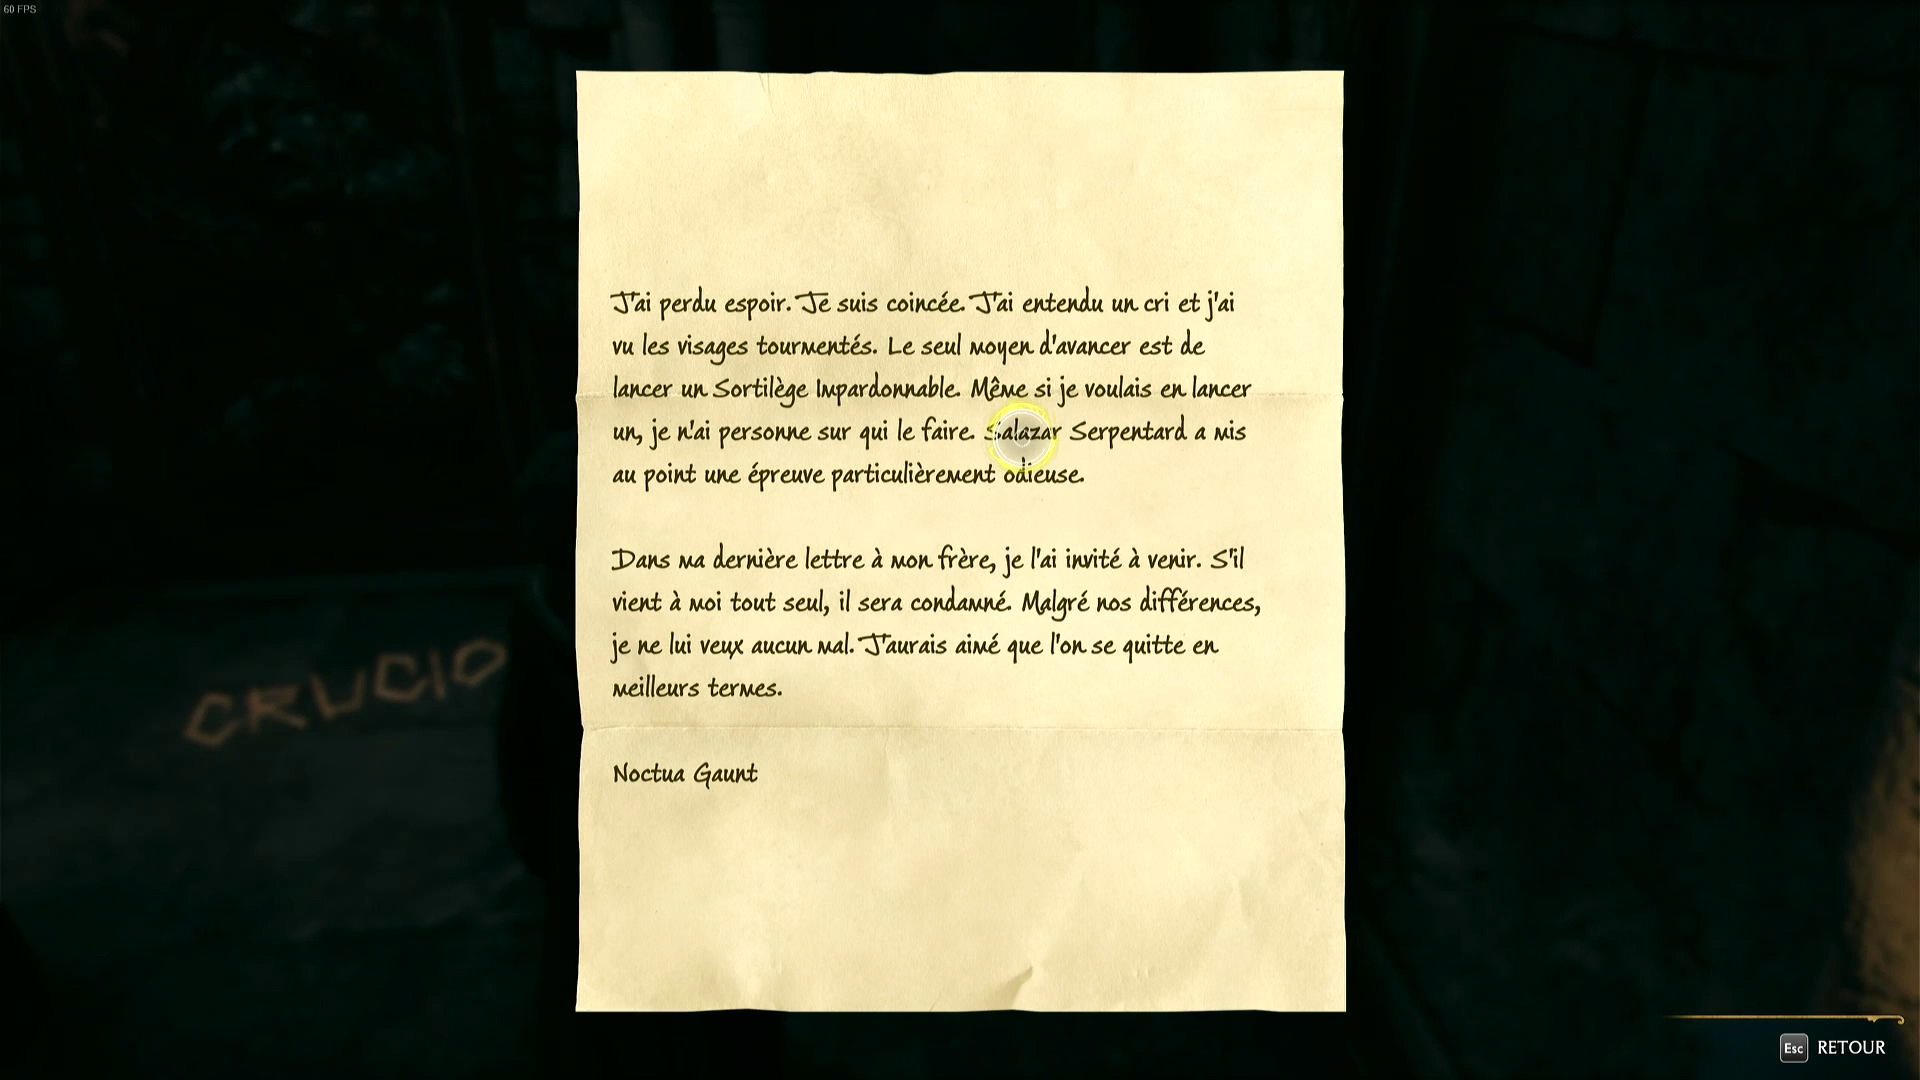 60 FPS
J'ai perdu espoir. Je suis coincée. J'ai entendu un cri et j'ai
vu les visages tourmentés. Le seul moyen d'avancer est de
lancer un Sortilège Impardonnable. Même si je voulais en lancer
un, je n'ai personne sur qui le faire. Salazar Serpentard a mis
au point une épreuve particulièrement odieuse.
Dans ma dernière lettre à mon frère, je l'ai invité à venir. S'il
vient à moi tout seul, il sera condamné. Malgré nos différences,
je ne lui veux aucun mal. J'aurais aimé que l'on se quitte en
meilleurs termes.
Noctua Gaunt
CRUCIO
Esc RETOUR